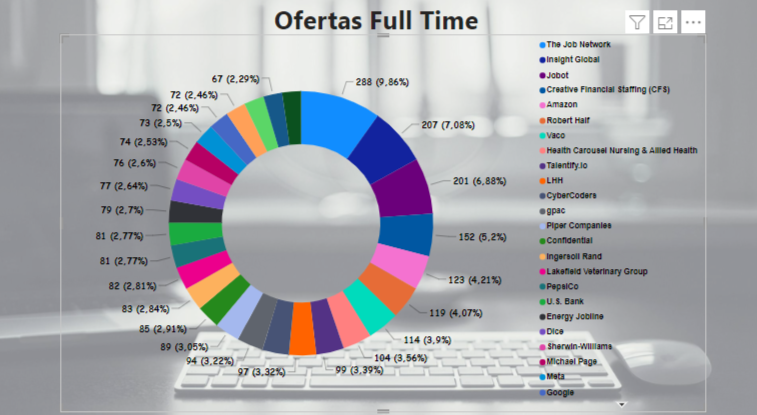 Ofertas Full Time
288 (9,86%)
207 (7,08%)
201 (6,88%)
152 (5,2%)
123 (4,21%)
119 (4,07%)
114 (3,9%)
104 (3,56%)
99 (3,39%)
97 (3,32%)
94 (3,22%)
89 (3,05%)
85 (2,91%)
83 (2,84%)
82 (2,81%)
81 (2,77%)
81 (2,77%)
79 (2,7%)
77 (2,64%)
76 (2,6%)
74 (2,53%)
73 (2,5%)
72 (2,46%)
72 (2,46%)
67 (2,29%)
The Job Network
Insight Global
Jobot
Creative Financial Staffing (CFS)
Amazon
Robert Half
Vaco
Health Carousel Nursing & Allied Health
Talentify.io
LHH
CyberCoders
gpac
Piper Companies
Confidential
Ingersoll Rand
Lakefield Veterinary Group
PepsiCo
U.S. Bank
Energy Jobline
Dice
Sherwin-Williams
Michael Page
Meta
Google